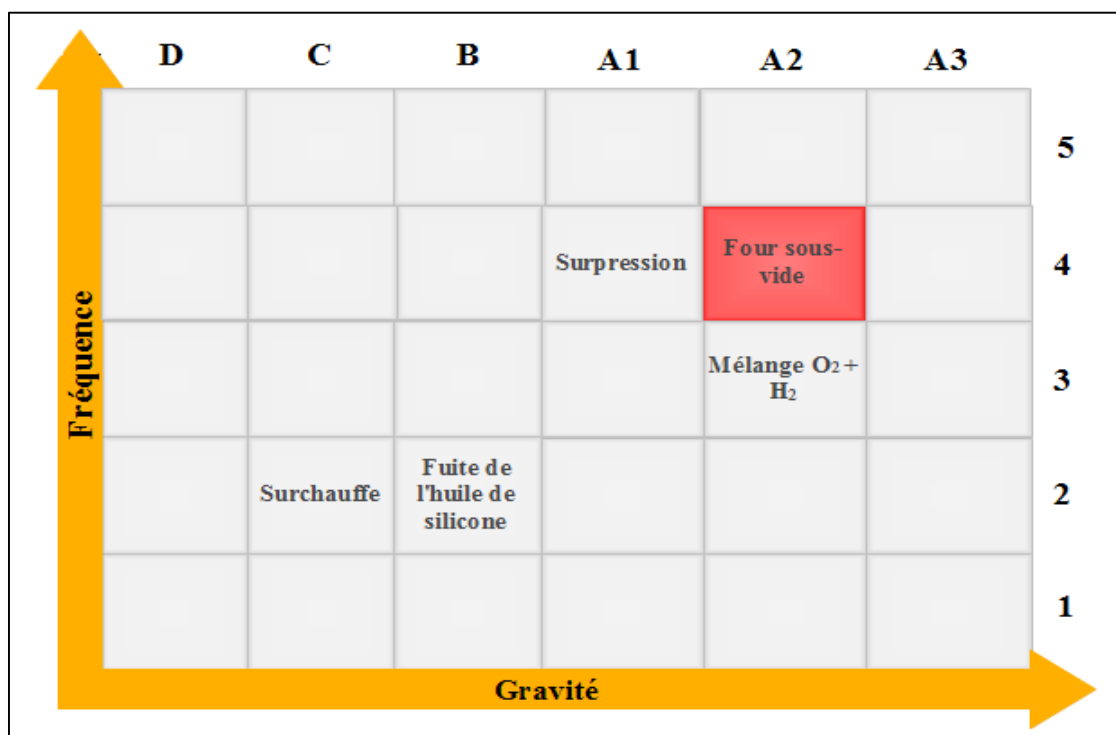 D C B A1 A2 A3
5
Surpression
Four sous-
vide
4
Mélange O₂ +
H₂
3
Surchauffe
Fuite de
l'huile de
silicone
2
1
Fréquence
Gravité